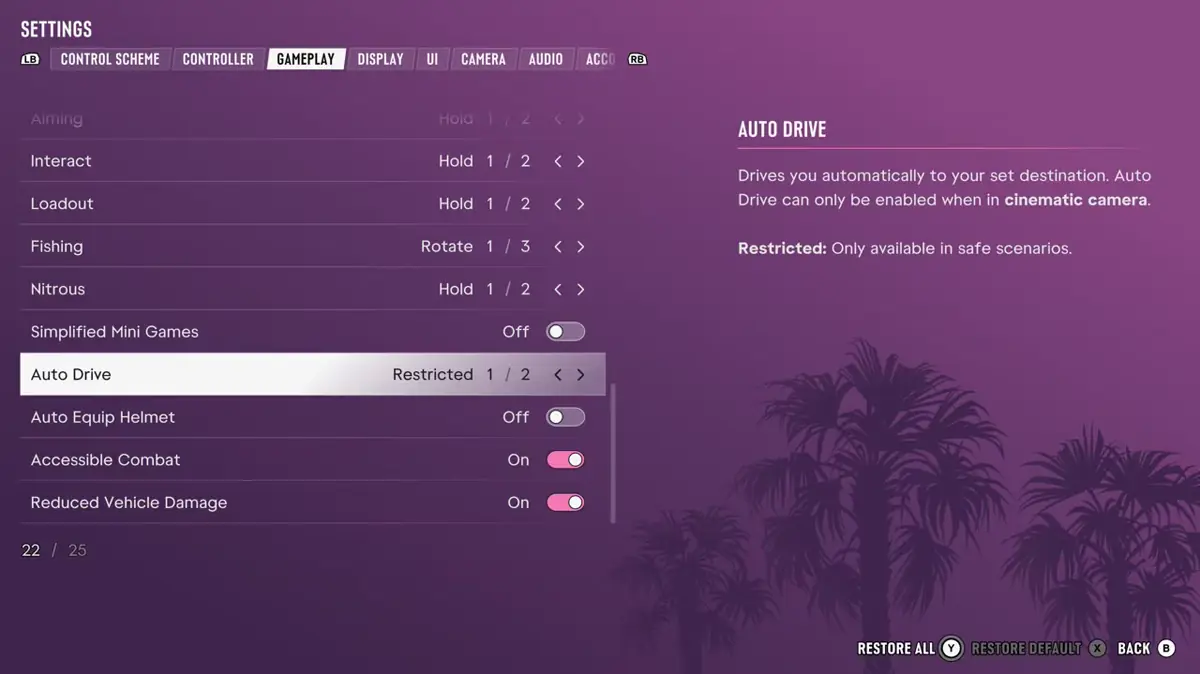 SETTINGS
LB CONTROL SCHEME CONTROLLER GAMEPLAY DISPLAY UI CAMERA AUDIO ACCO RB
Aiming Hold 1 / 2 < >
Interact Hold 1 / 2 < >
Loadout Hold 1 / 2 < >
Fishing Rotate 1 / 3 < >
Nitrous Hold 1 / 2 < >
Simplified Mini Games Off
Auto Drive Restricted 1 / 2 < >
Auto Equip Helmet Off
Accessible Combat On
Reduced Vehicle Damage On
22 / 25
AUTO DRIVE
Drives you automatically to your set destination. Auto
Drive can only be enabled when in cinematic camera.
Restricted: Only available in safe scenarios.
RESTORE ALL Y RESTORE DEFAULT X BACK B